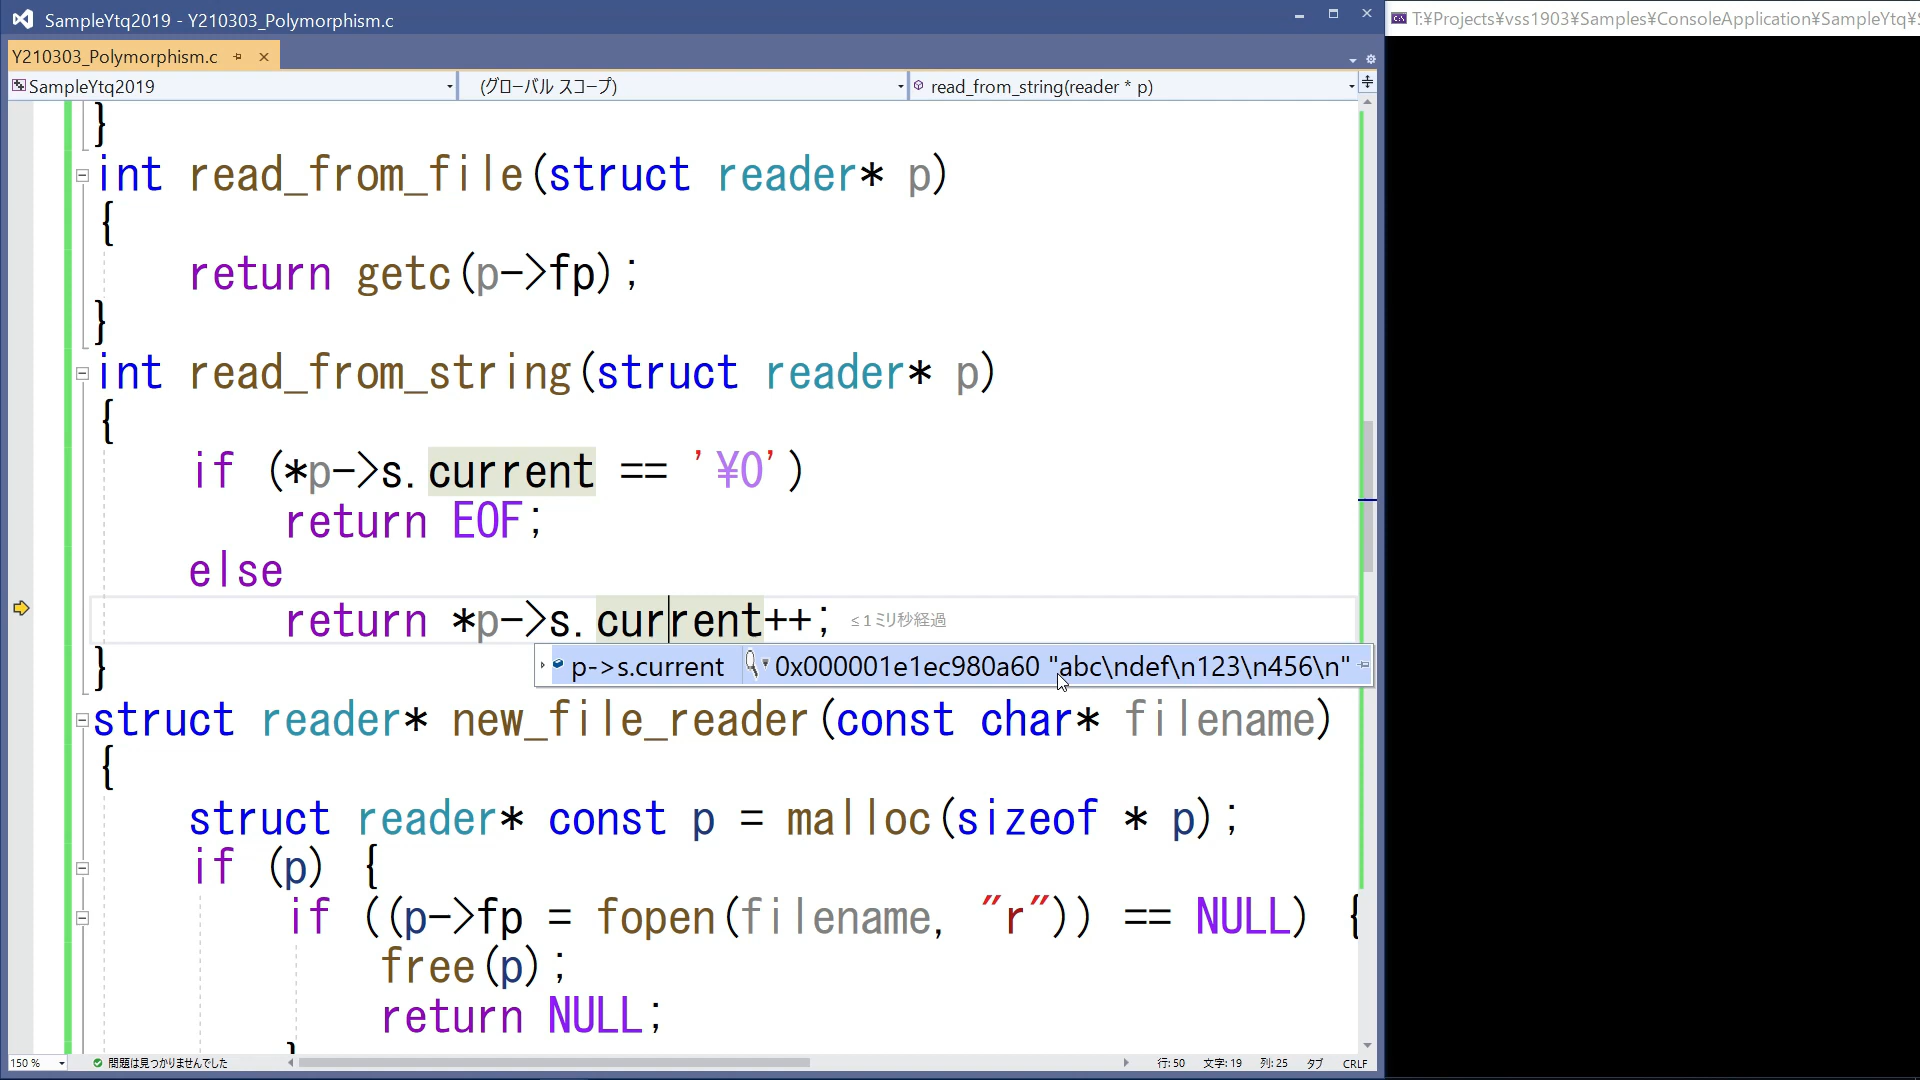 SampleYtq2019 - Y210303_Polymorphism.c
T:¥Projects¥vss1903¥Samples¥ConsoleApplication¥SampleYtq¥S
Y210303_Polymorphism.c
SampleYtq2019
(グローバル スコープ)
read_from_string(reader * p)
}
int read_from_file(struct reader* p)
{
return getc(p->fp);
}
int read_from_string(struct reader* p)
{
if (*p->s.current == '¥0')
return EOF;
else
return *p->s.current++; ≤ 1 ミリ秒経過
}
p->s.current 0x000001e1ec980a60 "abc\ndef\n123\n456\n"
struct reader* new_file_reader(const char* filename)
{
struct reader* const p = malloc(sizeof * p);
if (p) {
if ((p->fp = fopen(filename, "r")) == NULL) {
free(p);
return NULL;
}
150 %
問題は見つかりませんでした
行: 50 文字: 19 列: 25 タブ CRLF